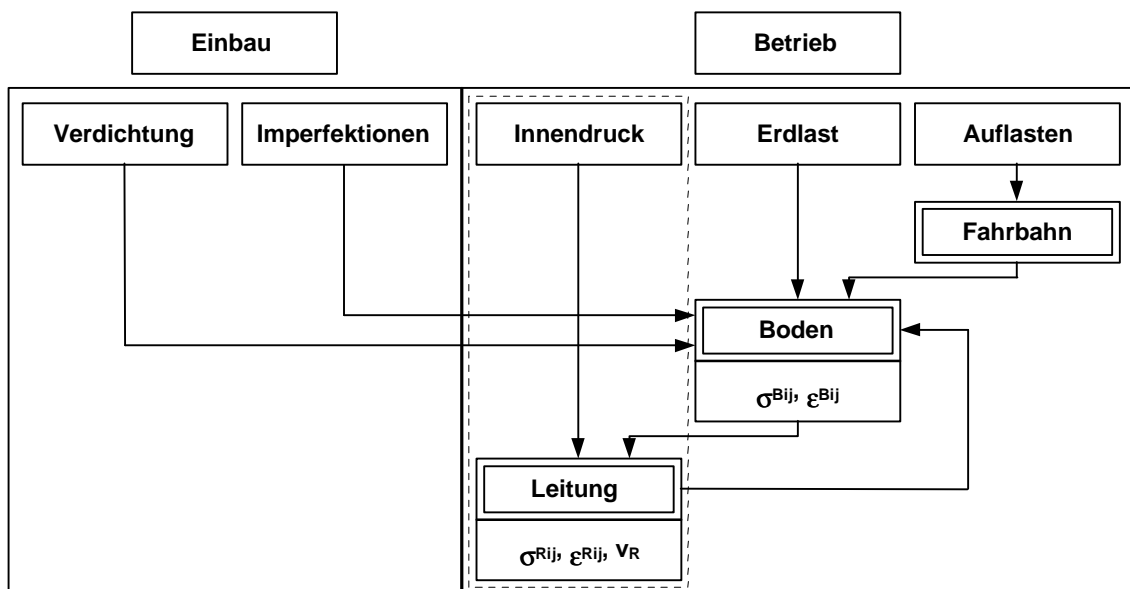 Einbau
Betrieb
Verdichtung
Imperfektionen
Innendruck
Erdlast
Auflasten
Fahrbahn
Boden
σBij, εBij
Leitung
σRij, εRij, vR